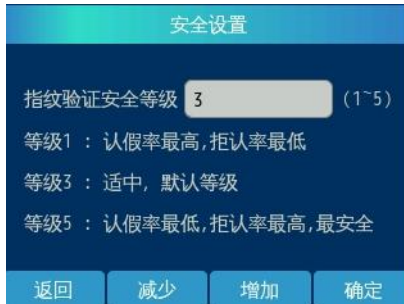 安全设置
指纹验证安全等级 3 (1~5)
等级1 : 认假率最高,拒认率最低
等级3 : 适中, 默认等级
等级5 : 认假率最低,拒认率最高,最安全
返回 减少 增加 确定